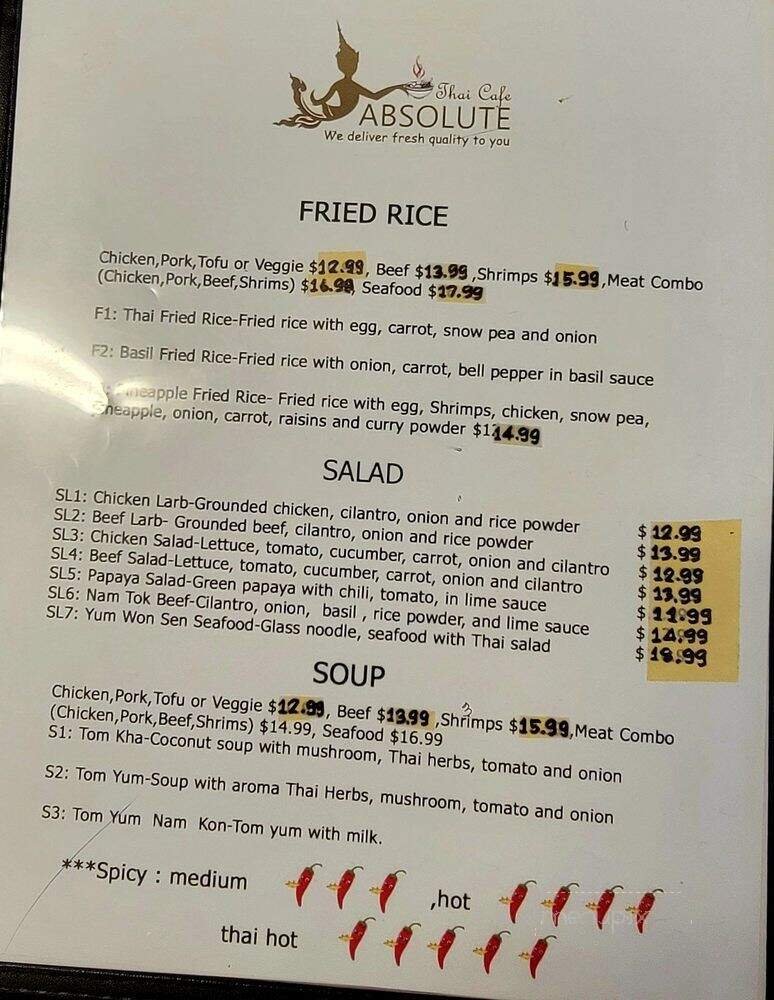 Thai Cafe
ABSOLUTE
We deliver fresh quality to you
FRIED RICE
Chicken,Pork,Tofu or Veggie $12.99, Beef $13.99 ,Shrimps $15.99,Meat Combo
(Chicken,Pork,Beef,Shrims) $16.99, Seafood $17.99
F1: Thai Fried Rice-Fried rice with egg, carrot, snow pea and onion
F2: Basil Fried Rice-Fried rice with onion, carrot, bell pepper in basil sauce
Fried Rice- Fried rice with egg, Shrimps, chicken, snow pea,
onion, carrot, raisins and curry powder $14.99
SALAD
SL1: Chicken Larb-Grounded chicken, cilantro, onion and rice powder $ 12.99
SL2: Beef Larb- Grounded beef, cilantro, onion and rice powder $ 13.99
SL3: Chicken Salad-Lettuce, tomato, cucumber, carrot, onion and cilantro $ 12.99
SL4: Beef Salad-Lettuce, tomato, cucumber, carrot, onion and cilantro $ 13.99
SL5: Papaya Salad-Green papaya with chili, tomato, in lime sauce $ 11.99
SL6: Nam Tok Beef-Cilantro, onion, basil , rice powder, and lime sauce $ 14.99
SL7: Yum Won Sen Seafood-Glass noodle, seafood with Thai salad $ 18.99
SOUP
Chicken,Pork,Tofu or Veggie $12.99, Beef $13.99 ,Shrimps $15.99,Meat Combo
(Chicken,Pork,Beef,Shrims) $14.99, Seafood $16.99
S1: Tom Kha-Coconut soup with mushroom, Thai herbs, tomato and onion
S2: Tom Yum-Soup with aroma Thai Herbs, mushroom, tomato and onion
S3: Tom Yum Nam Kon-Tom yum with milk.
***Spicy : medium ,hot
thai hot